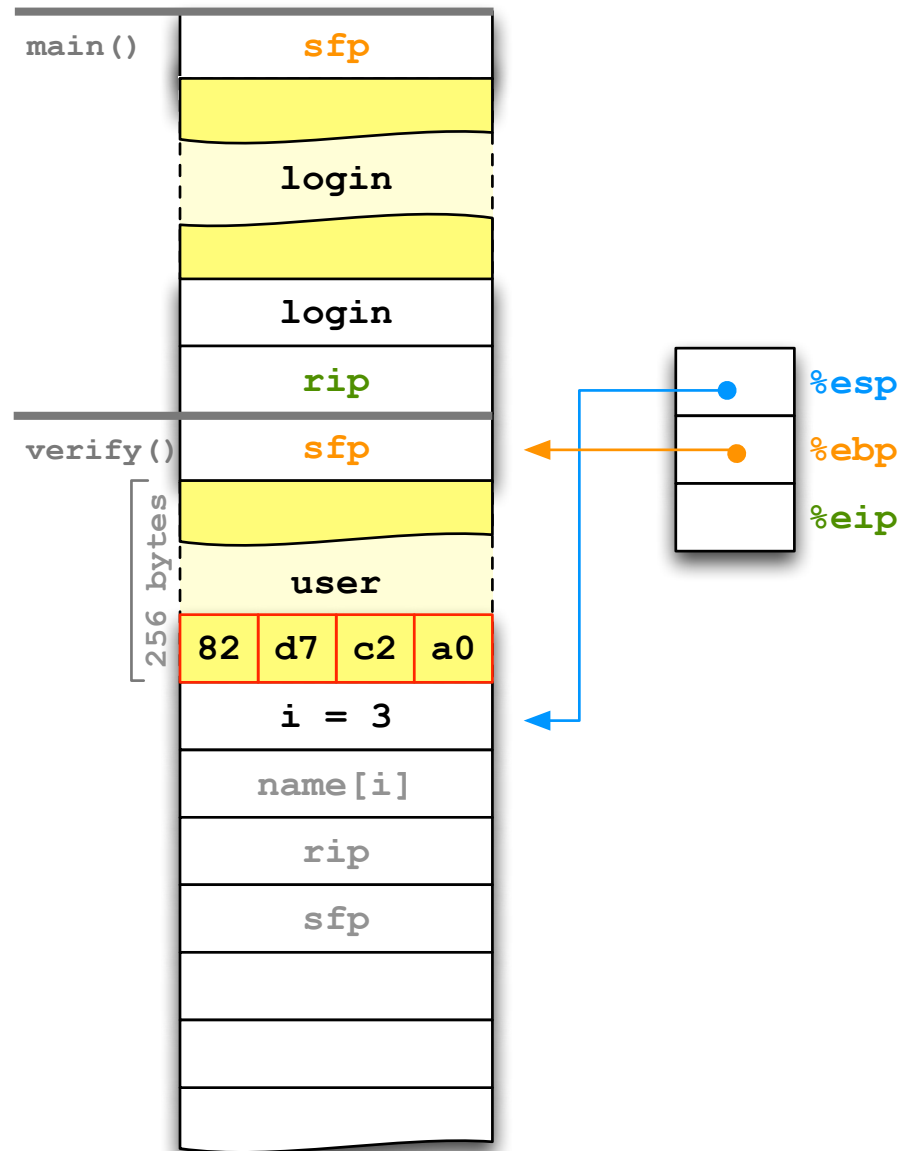 main()
sfp
login
login
rip
%esp
verify()
sfp
%ebp
%eip
256 bytes
user
82 d7 c2 a0
i = 3
name[i]
rip
sfp